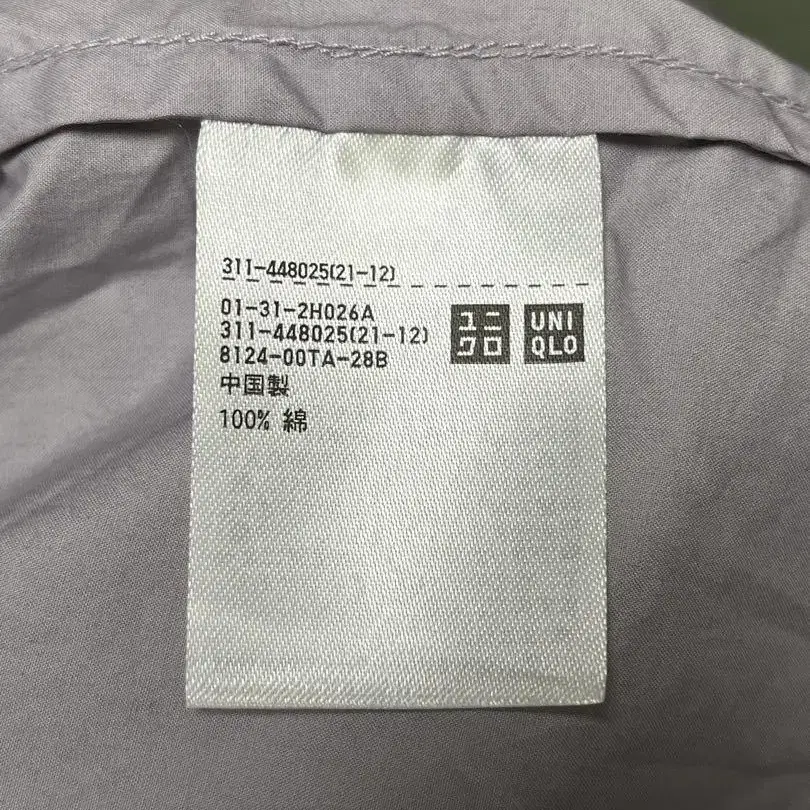 311-448025(21-12)
01-31-2H026A
311-448025(21-12)
8124-00TA-28B
中国製
100% 綿
ユニ
クロ
UNI
QLO